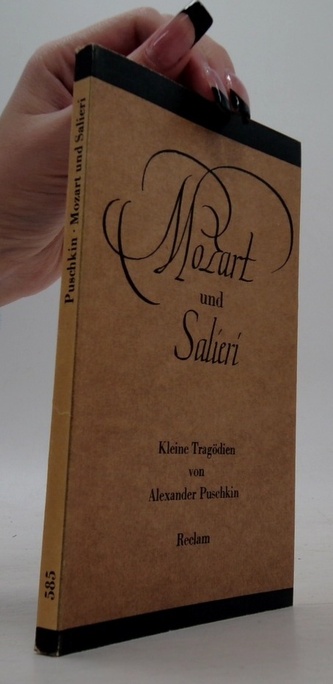 Puschkin · Mozart und Salieri
585
Mozart
und
Salieri
Kleine Tragödien
von
Alexander Puschkin
Reclam